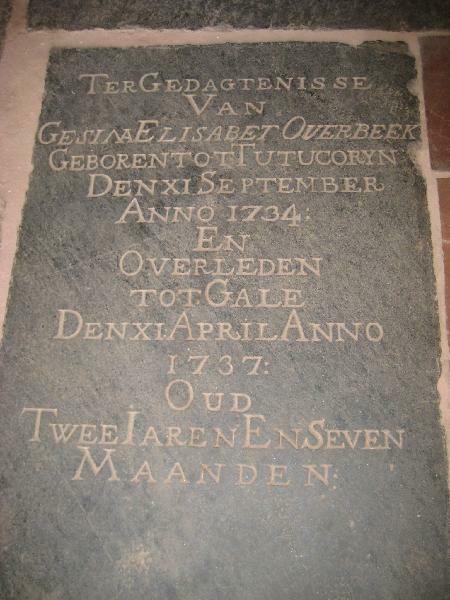 TER GEDAGTENISSE
VAN
GESINA ELISABET OVERBEEK
GEBOREN TOT TUTUCORYN
DEN XI SEPTEMBER
ANNO 1734:
EN
OVERLEDEN
TOT GALE
DEN XI APRIL ANNO
1737:
OUD
TWEE IAREN EN SEVEN
MAANDEN: